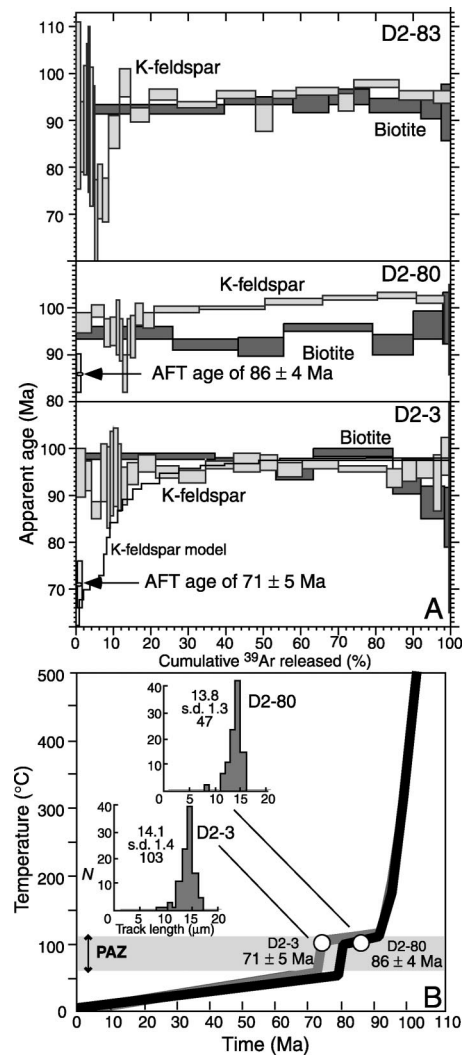 D2-83
110
K-feldspar
100
90
Biotite
80
70
60
D2-80
K-feldspar
100
Biotite
90
AFT age of 86 ± 4 Ma
80
D2-3
Biotite
100
90
K-feldspar
80
K-feldspar model
70
AFT age of 71 ± 5 Ma
A
Apparent age (Ma)
0 10 20 30 40 50 60 70 80 90 100
Cumulative ³⁹Ar released (%)
500
400
300
200
100
0
Temperature (°C)
40
30
20
10
13.8
s.d. 1.3
47
D2-80
5 10 15 20
40
30
20
10
0
N
14.1
s.d. 1.4
103
D2-3
0 5 10 15 20
Track length (μm)
PAZ
D2-3
71 ± 5 Ma
D2-80
86 ± 4 Ma
B
0 10 20 30 40 50 60 70 80 90 100 110
Time (Ma)